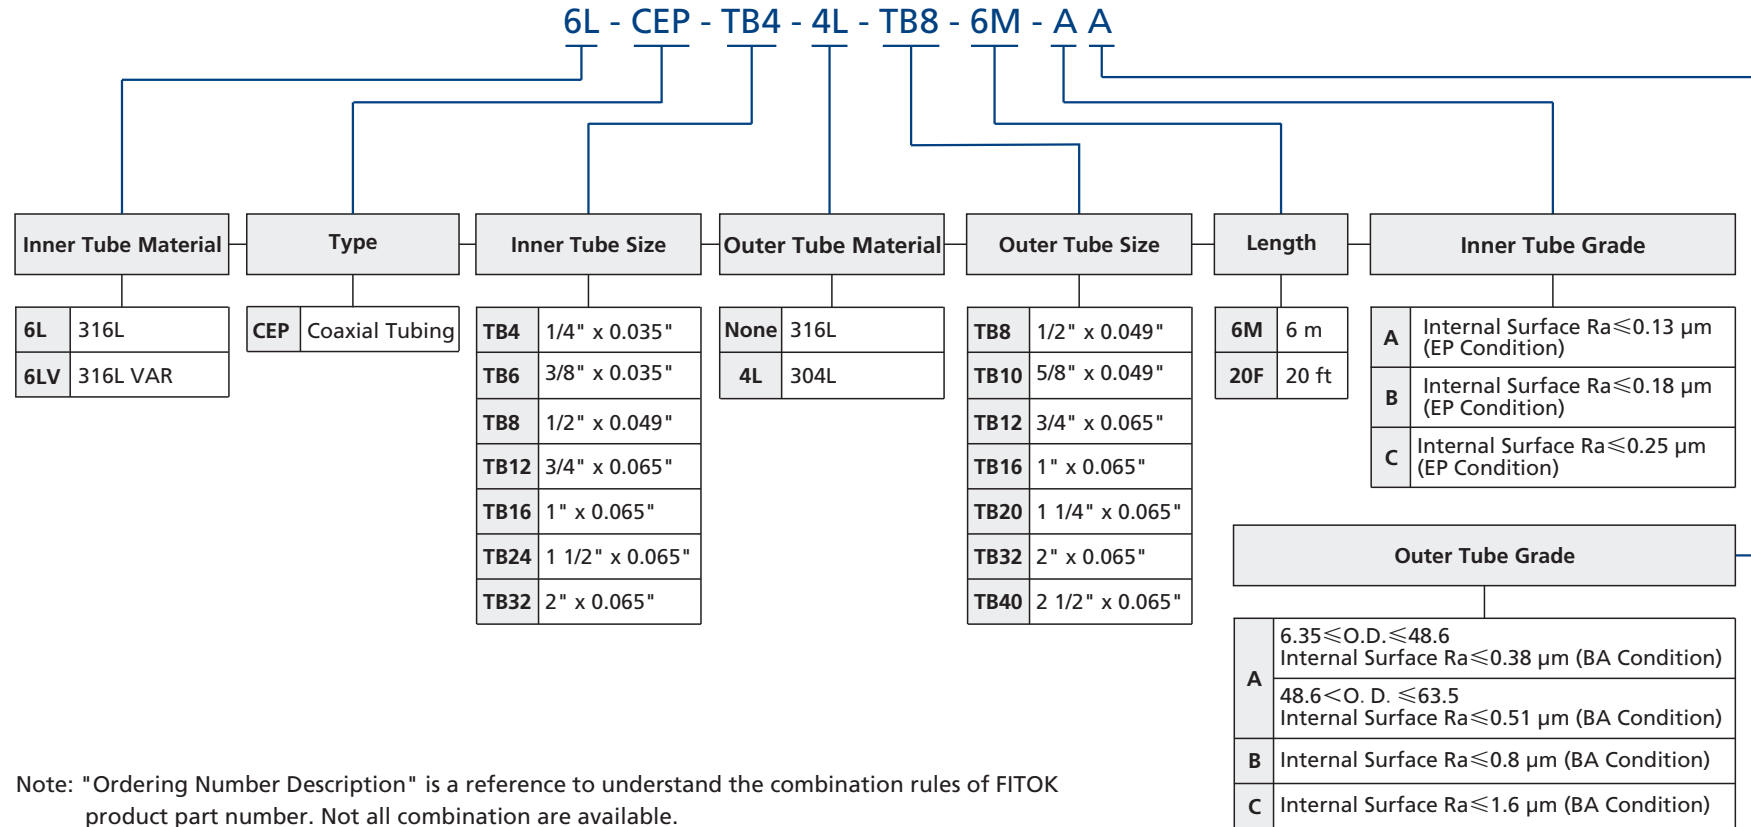 6L - CEP - TB4 - 4L - TB8 - 6M - A A
Inner Tube Material
6L 316L
6LV 316L VAR
Type
CEP Coaxial Tubing
Inner Tube Size
TB4 1/4" x 0.035"
TB6 3/8" x 0.035"
TB8 1/2" x 0.049"
TB12 3/4" x 0.065"
TB16 1" x 0.065"
TB24 1 1/2" x 0.065"
TB32 2" x 0.065"
Outer Tube Material
None 316L
4L 304L
Outer Tube Size
TB8 1/2" x 0.049"
TB10 5/8" x 0.049"
TB12 3/4" x 0.065"
TB16 1" x 0.065"
TB20 1 1/4" x 0.065"
TB32 2" x 0.065"
TB40 2 1/2" x 0.065"
Length
6M 6 m
20F 20 ft
Inner Tube Grade
A Internal Surface Ra≤0.13 µm
(EP Condition)
B Internal Surface Ra≤0.18 µm
(EP Condition)
C Internal Surface Ra≤0.25 µm
(EP Condition)
Outer Tube Grade
A
6.35≤O.D.≤48.6
Internal Surface Ra≤0.38 µm (BA Condition)
48.6<O. D. ≤63.5
Internal Surface Ra≤0.51 µm (BA Condition)
B Internal Surface Ra≤0.8 µm (BA Condition)
C Internal Surface Ra≤1.6 µm (BA Condition)
Note: "Ordering Number Description" is a reference to understand the combination rules of FITOK
product part number. Not all combination are available.